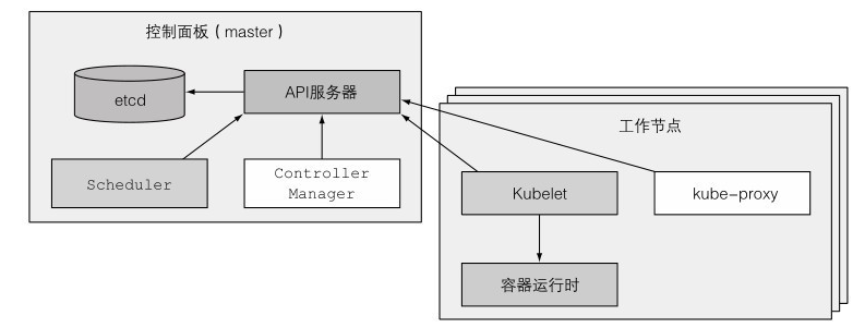 控制面板（master）
etcd
API服务器
Scheduler
Controller
Manager
工作节点
Kubelet
kube-proxy
容器运行时